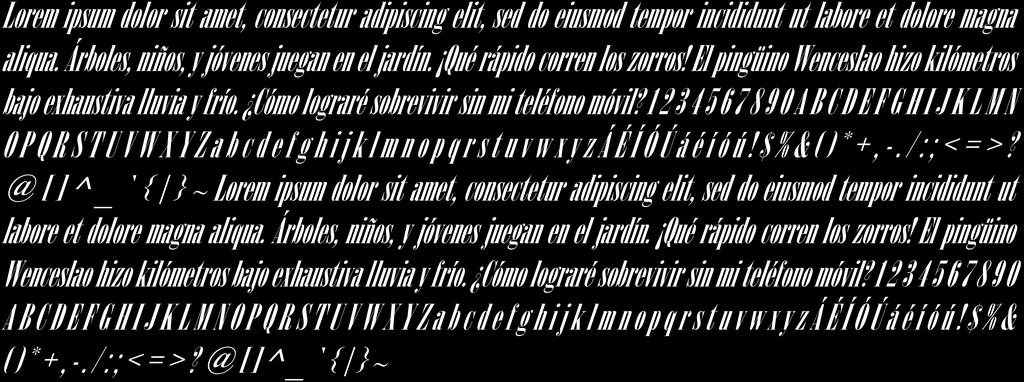 Lorem ipsum dolor sit amet, consectetur adipiscing elit, sed do eiusmod tempor incididunt ut labore et dolore magna
aliqua. Árboles, niños, y jóvenes juegan en el jardín. ¡Qué rápido corren los zorros! El pingüino Wenceslao hizo kilómetros
bajo exhaustiva lluvia y frío. ¿Cómo lograré sobrevivir sin mi teléfono móvil? 1 2 3 4 5 6 7 8 9 0 A B C D E F G H I J K L M N
O P Q R S T U V W X Y Z a b c d e f g h i j k l m n o p q r s t u v w x y z Á É Í Ó Ú á é í ó ú ! $ % & ( ) * + , - . / : ; < = > ?
@ [ ] ^ _ ` { | } ~ Lorem ipsum dolor sit amet, consectetur adipiscing elit, sed do eiusmod tempor incididunt ut
labore et dolore magna aliqua. Árboles, niños, y jóvenes juegan en el jardín. ¡Qué rápido corren los zorros! El pingüino
Wenceslao hizo kilómetros bajo exhaustiva lluvia y frío. ¿Cómo lograré sobrevivir sin mi teléfono móvil? 1 2 3 4 5 6 7 8 9 0
A B C D E F G H I J K L M N O P Q R S T U V W X Y Z a b c d e f g h i j k l m n o p q r s t u v w x y z Á É Í Ó Ú á é í ó ú ! $ % &
( ) * + , - . / : ; < = > ? @ [ ] ^ _ ` { | } ~